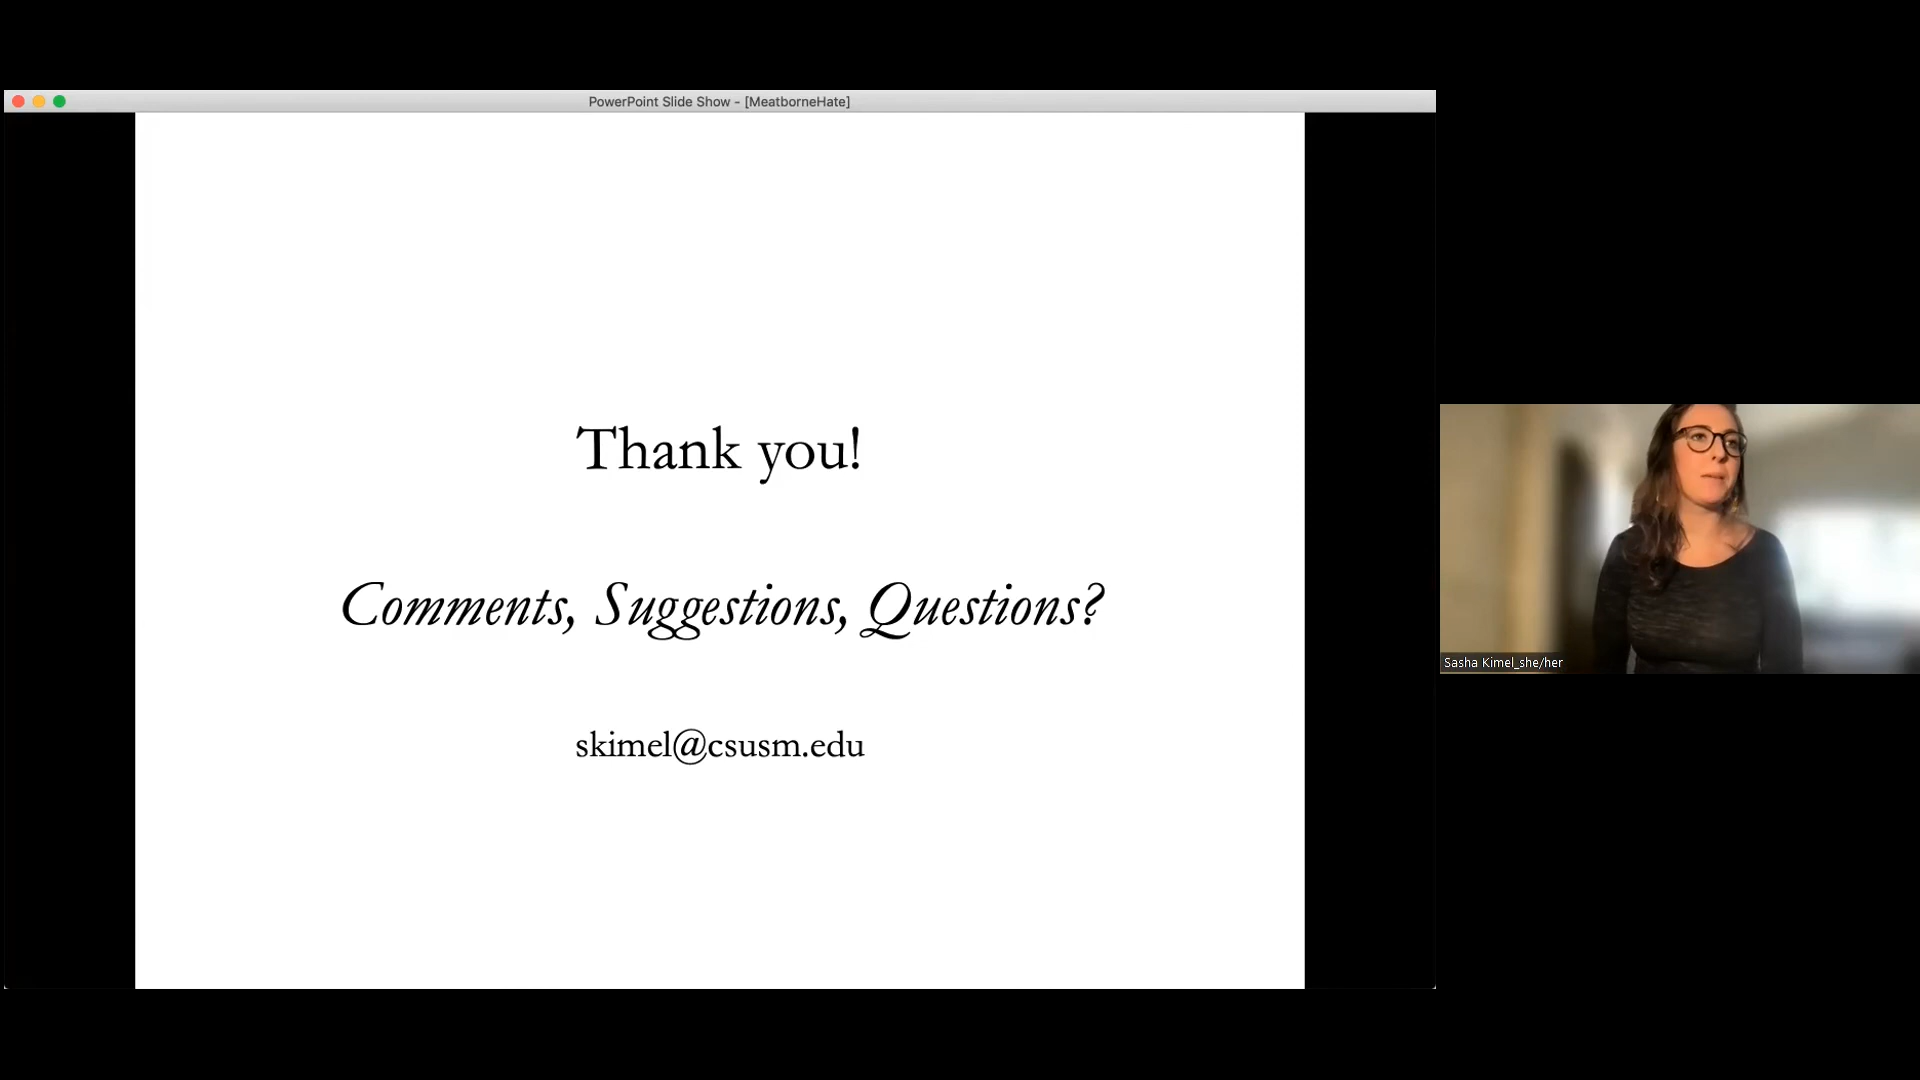 PowerPoint Slide Show - [MeatborneHate]
Thank you!
Comments, Suggestions, Questions?
skimel@csusm.edu
Sasha Kimel_she/her